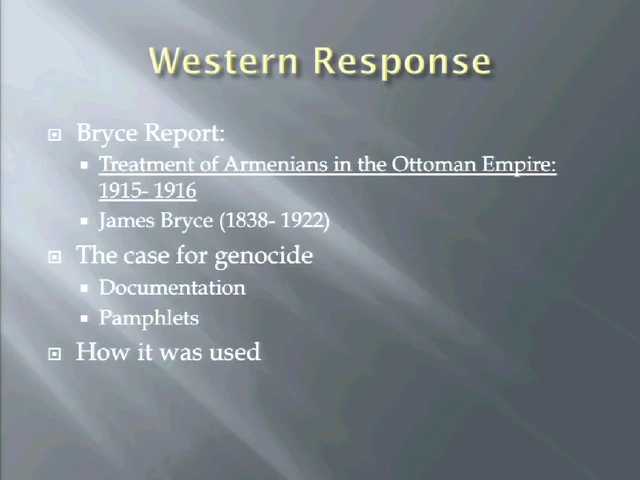 Western Response
Bryce Report:
Treatment of Armenians in the Ottoman Empire:
1915- 1916
James Bryce (1838- 1922)
The case for genocide
Documentation
Pamphlets
How it was used